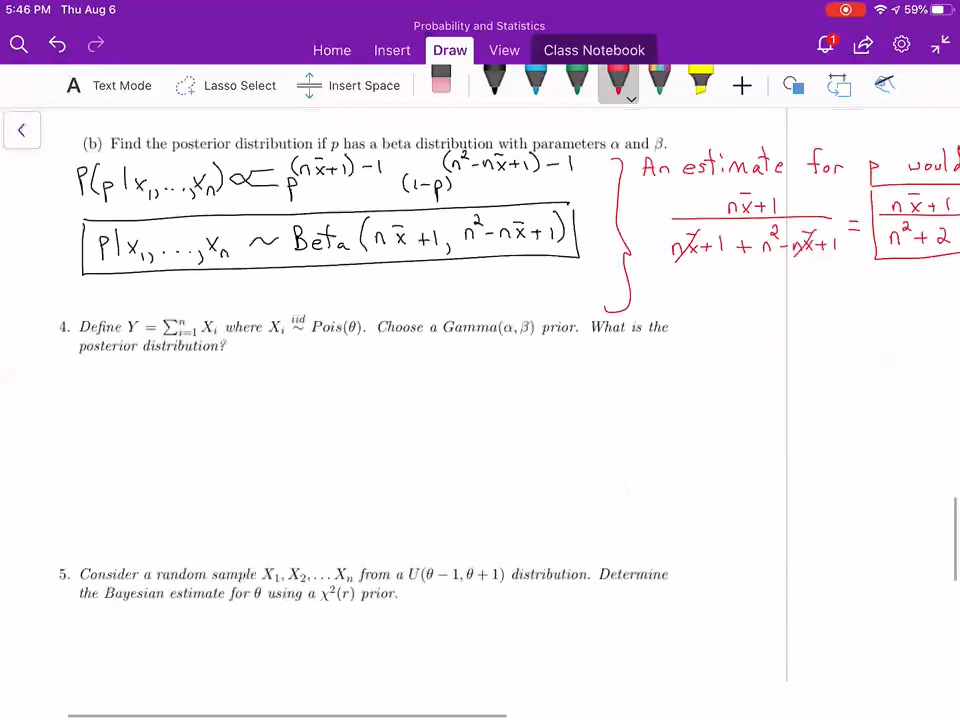 5:46 PM Thu Aug 6
59%
Probability and Statistics
Home Insert Draw View Class Notebook
1
A Text Mode Lasso Select Insert Space
(b) Find the posterior distribution if p has a beta distribution with parameters α and β.
P(p|x₁,...,xₙ) ∝ p^(nx̄+1)-1 (1-p)^(n²-nx̄+1)-1
p|x₁,...,xₙ ~ Beta(nx̄+1, n²-nx̄+1)
An estimate for p would
nx̄+1 / nx̄+1 + n²-nx̄+1 = nx̄+1 / n²+2
4. Define Y = ∑ⁿᵢ₌₁ Xᵢ where Xᵢ iid ~ Pois(θ). Choose a Gamma(α, β) prior. What is the
posterior distribution?
5. Consider a random sample X₁, X₂, ... Xₙ from a U(θ − 1, θ + 1) distribution. Determine
the Bayesian estimate for θ using a χ²(r) prior.